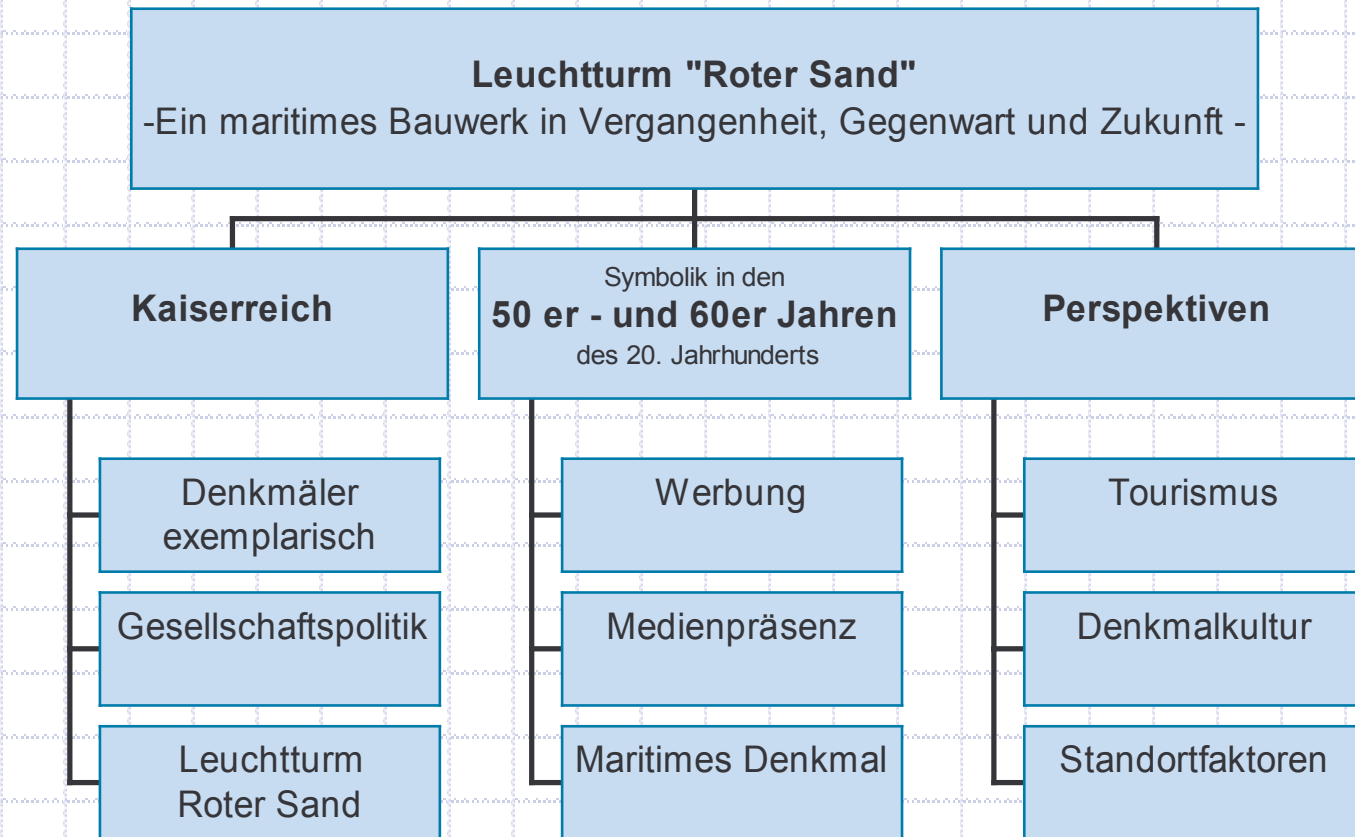 Leuchtturm "Roter Sand"
-Ein maritimes Bauwerk in Vergangenheit, Gegenwart und Zukunft -
Kaiserreich
Denkmäler
exemplarisch
Gesellschaftspolitik
Leuchtturm
Roter Sand
Symbolik in den
50 er - und 60er Jahren
des 20. Jahrhunderts
Werbung
Medienpräsenz
Maritimes Denkmal
Perspektiven
Tourismus
Denkmalkultur
Standortfaktoren